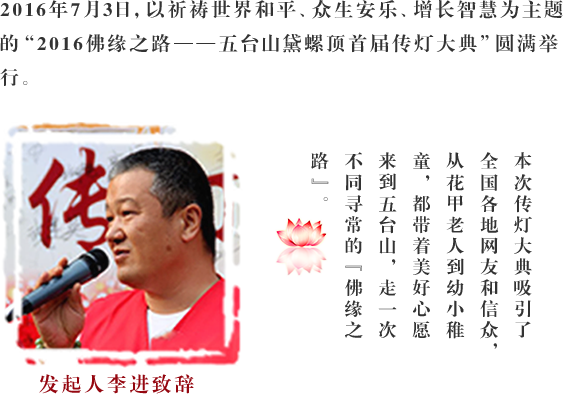 2016年7月3日，以祈祷世界和平、众生安乐、增长智慧为主题
的“2016佛缘之路——五台山黛螺顶首届传灯大典”圆满举
行。
传
本次传灯大典吸引了
全国各地网友和信众，
从花甲老人到幼小稚
童，都带着美好心愿
来到五台山，走一次
不同寻常的『佛缘之
路』。
发起人李进致辞